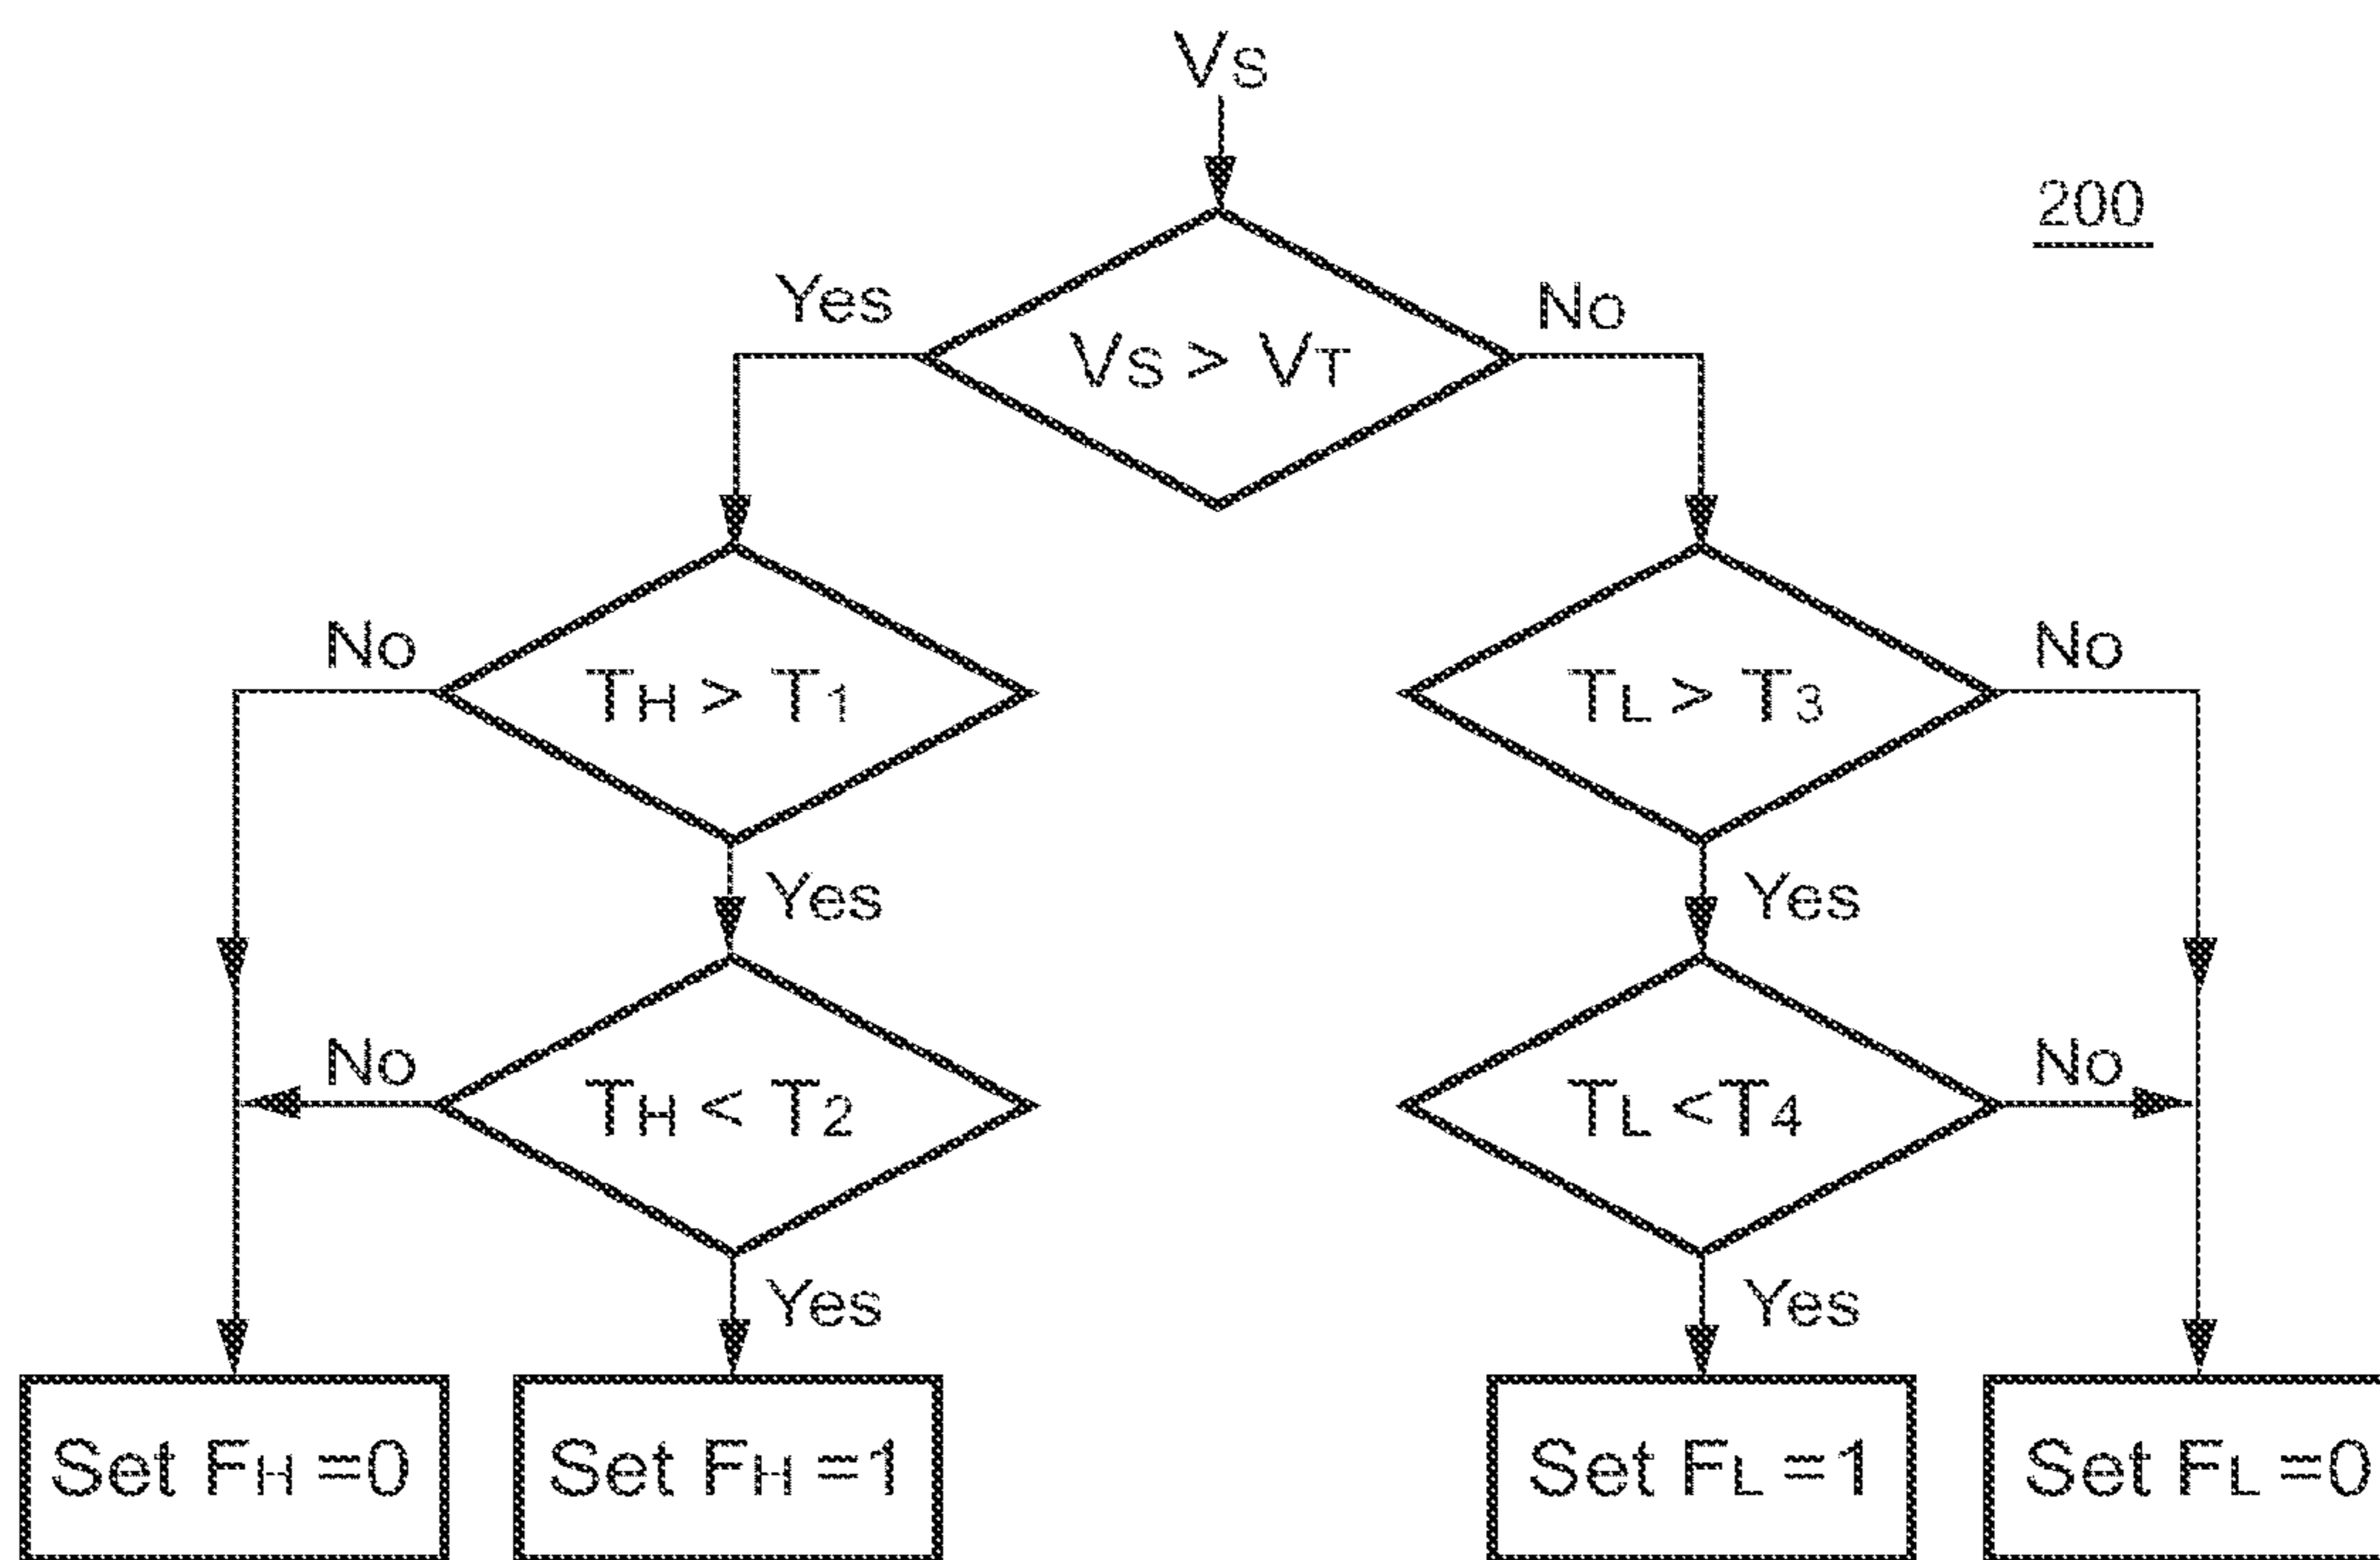 VS
200
Yes
No
VS > VT
No
No
TH > T1
TL > T3
Yes
Yes
No
No
TH < T2
TL <T4
Yes
Yes
Set FH =0
Set FH =1
Set FL =1
Set FL =0